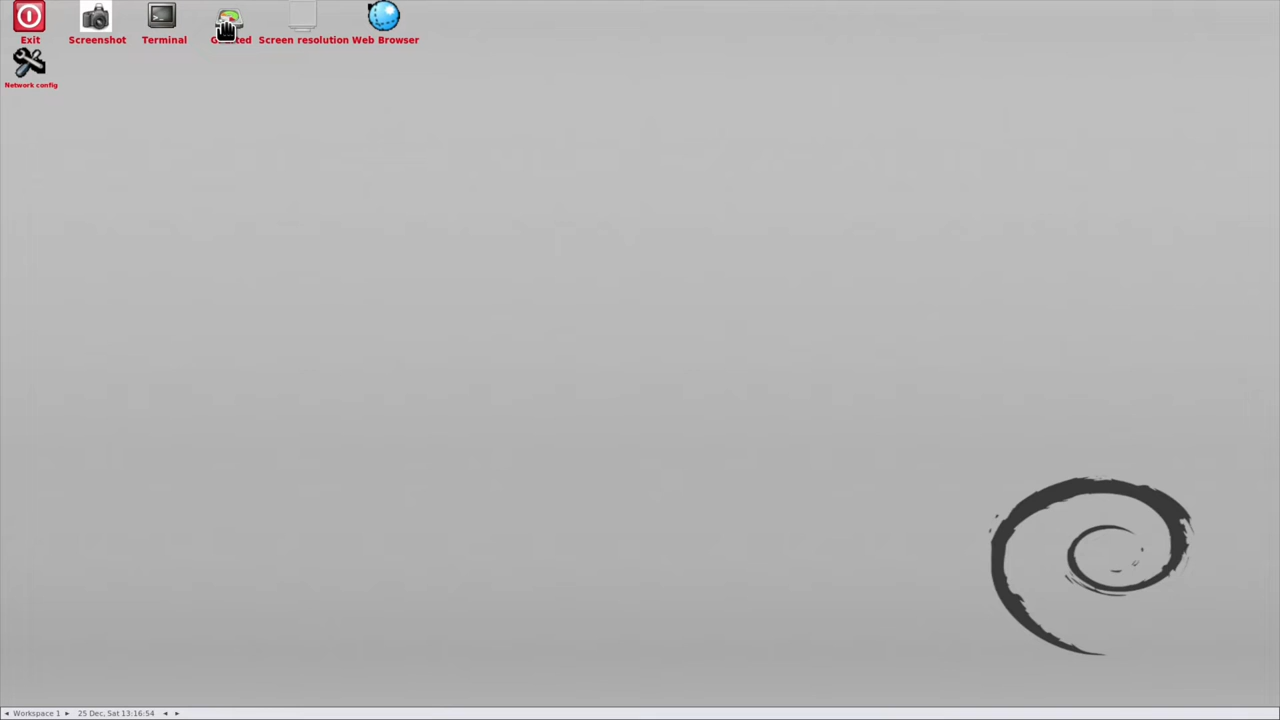 Exit Screenshot Terminal Screen resolution Web Browser
Network config
Workspace 1 25 Dec, Sat 13:16:54